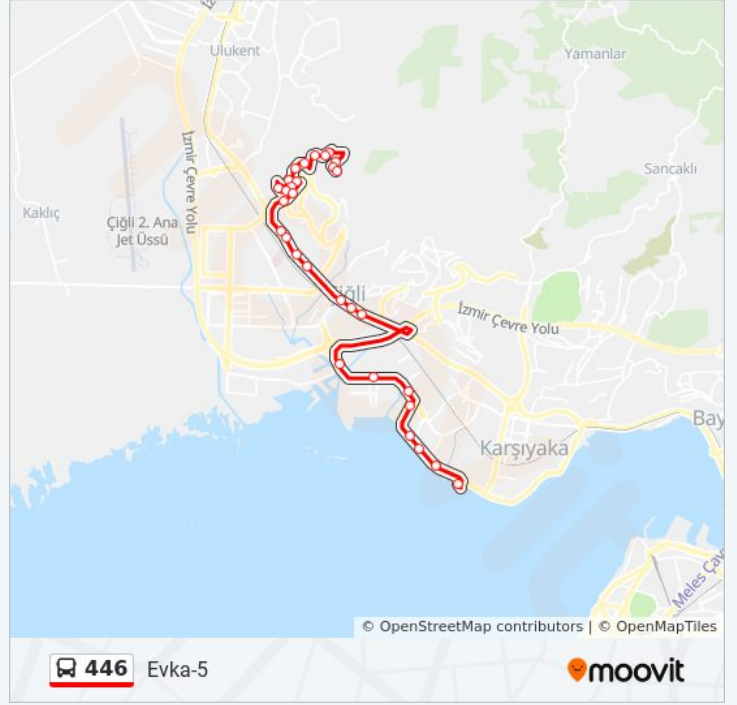 Ulukent
Yamanlar
İzmir Çevre Yolu
Sancaklı
Kaklıç
Çiğli 2. Ana
Jet Üssü
iğli
İzmir Çevre Yolu
Bay
Karşıyaka
Meles Çay
© OpenStreetMap contributors | © OpenMapTiles
446 Evka-5
moovit